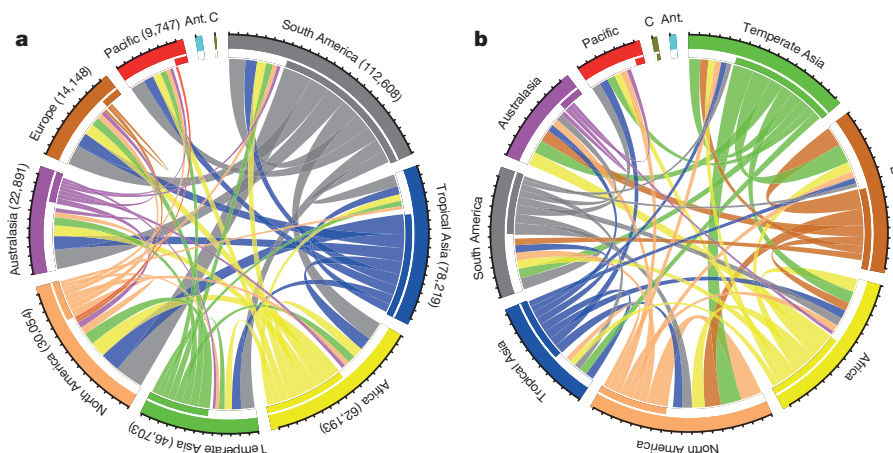 a
Pacific (9,747)
Ant.
C
South America (112,608)
Europe (14,148)
Australasia (22,891)
Tropical Asia (78,219)
North America (30,054)
Temperate Asia (46,703)
Africa (62,193)
b
Pacific
C
Ant.
Temperate Asia
Australasia
South America
Tropical Asia
Africa
North America